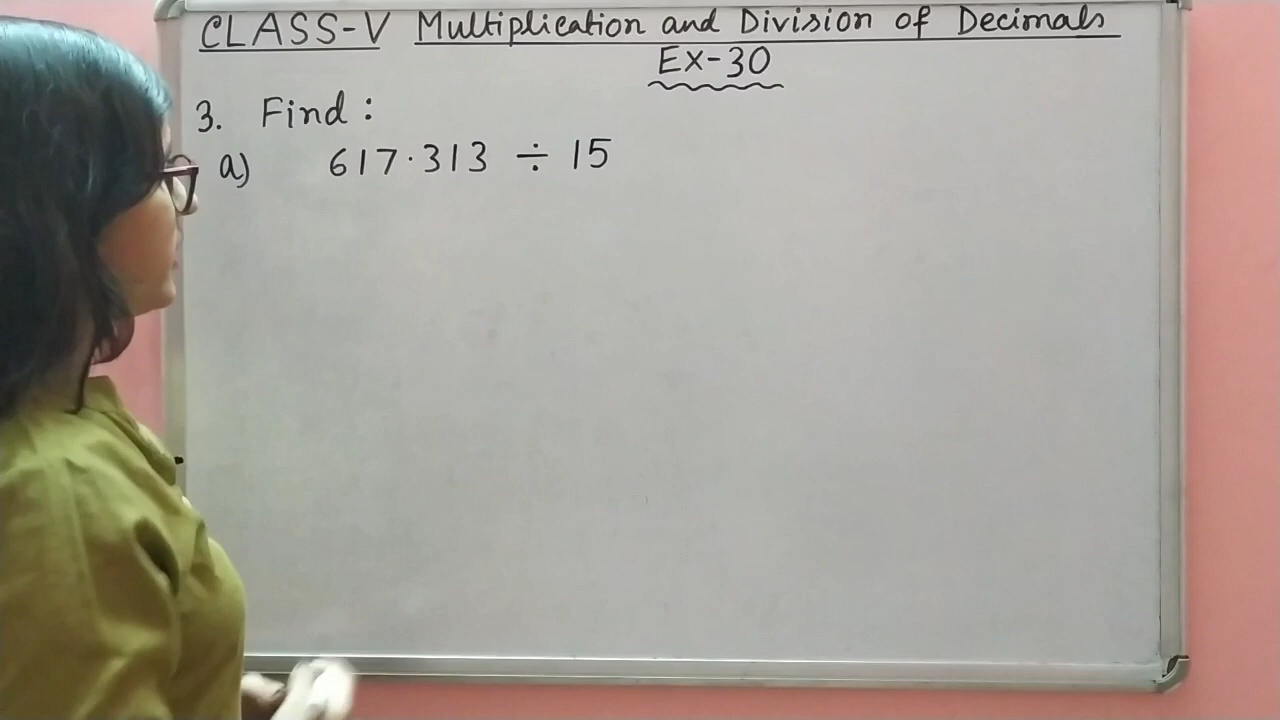 CLASS-V Multiplication and Division of Decimals
Ex-30
3. Find :
a) 617·313 ÷ 15